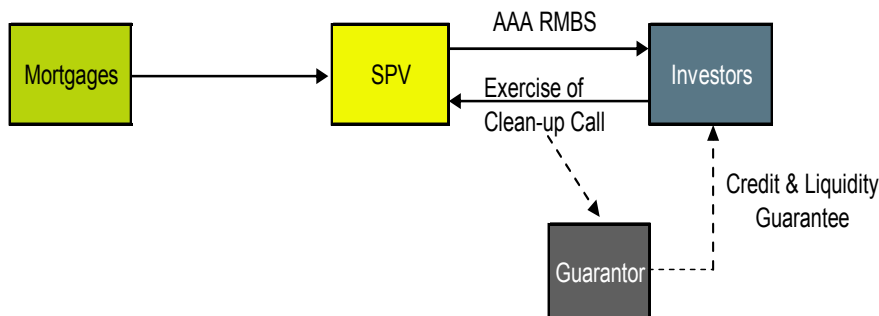 AAA RMBS
Mortgages
SPV
Investors
Exercise of
Clean-up Call
Credit & Liquidity
Guarantee
Guarantor